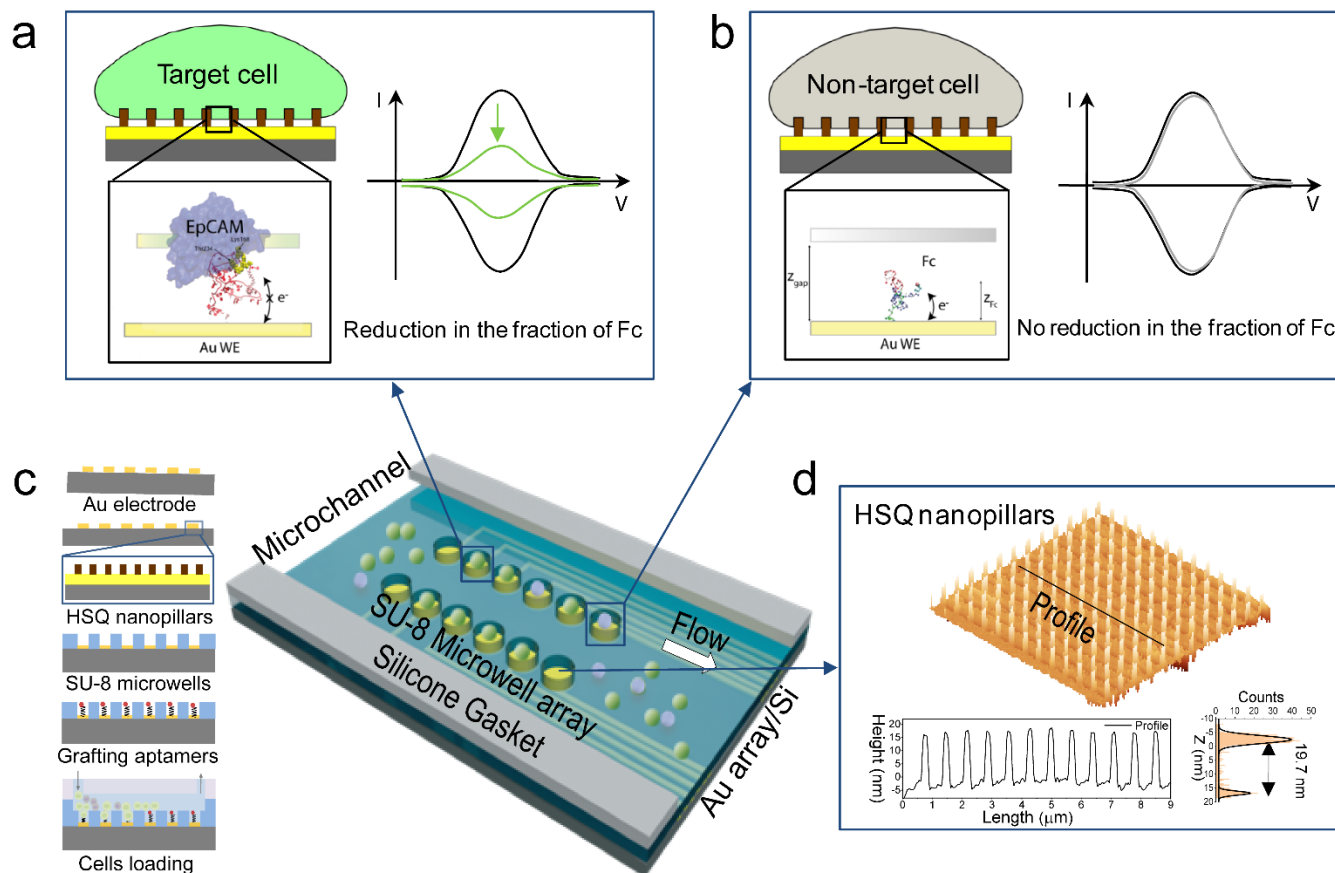 a
Target cell
I
V
EpCAM
e-
Au WE
Reduction in the fraction of Fc
b
Non-target cell
I
V
Fc
Zgap
e-
ZFc
Au WE
No reduction in the fraction of Fc
c
Au electrode
HSQ nanopillars
SU-8 microwells
Grafting aptamers
Cells loading
Microchannel
SU-8 Microwell array
Silicone Gasket
Flow
Au array/Si
d
HSQ nanopillars
Profile
Height (nm)
20
15
10
5
0
-5
Profile
0 1 2 3 4 5 6 7 8 9
Length (μm)
Counts
0 10 20 30 40 50
Z (nm)
-10
-5
0
5
10
15
20
19.7 nm